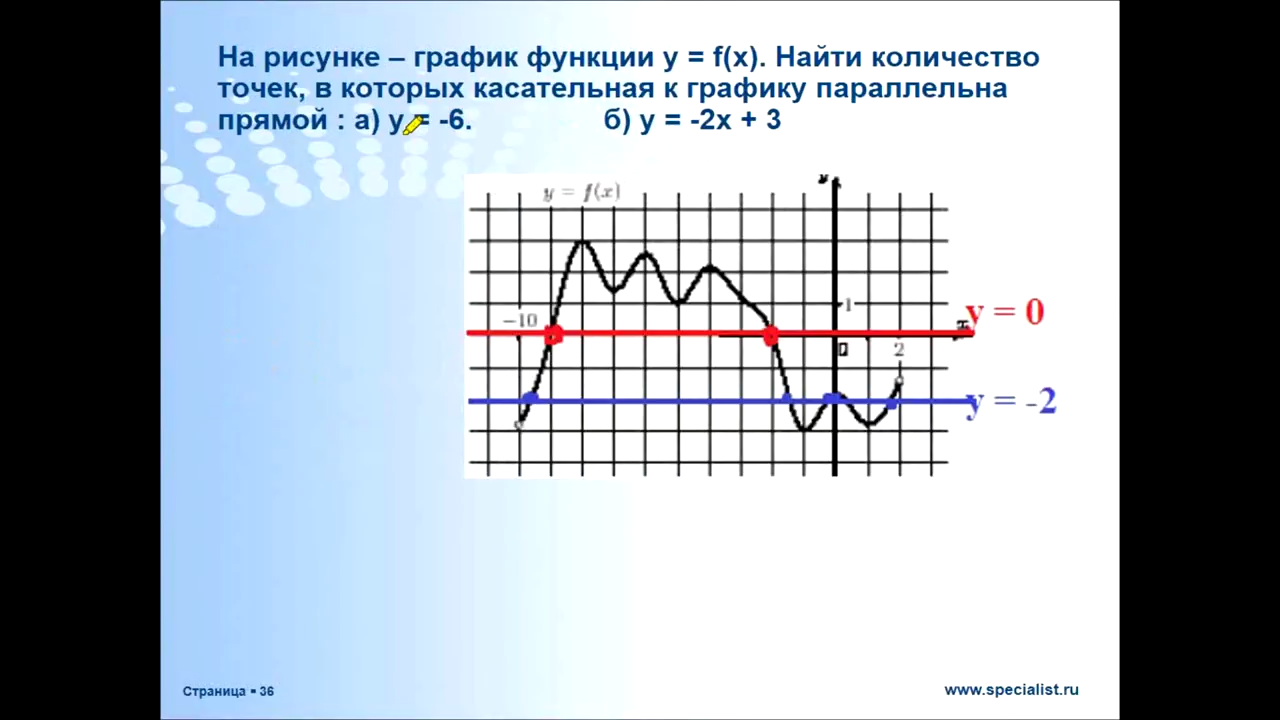 На рисунке – график функции y = f(x). Найти количество
точек, в которых касательная к графику параллельна
прямой : а) y = -6. б) y = -2x + 3
y = f(x)
y
1
y = 0
−10
x
0
2
y = -2
Страница ▪ 36
www.specialist.ru